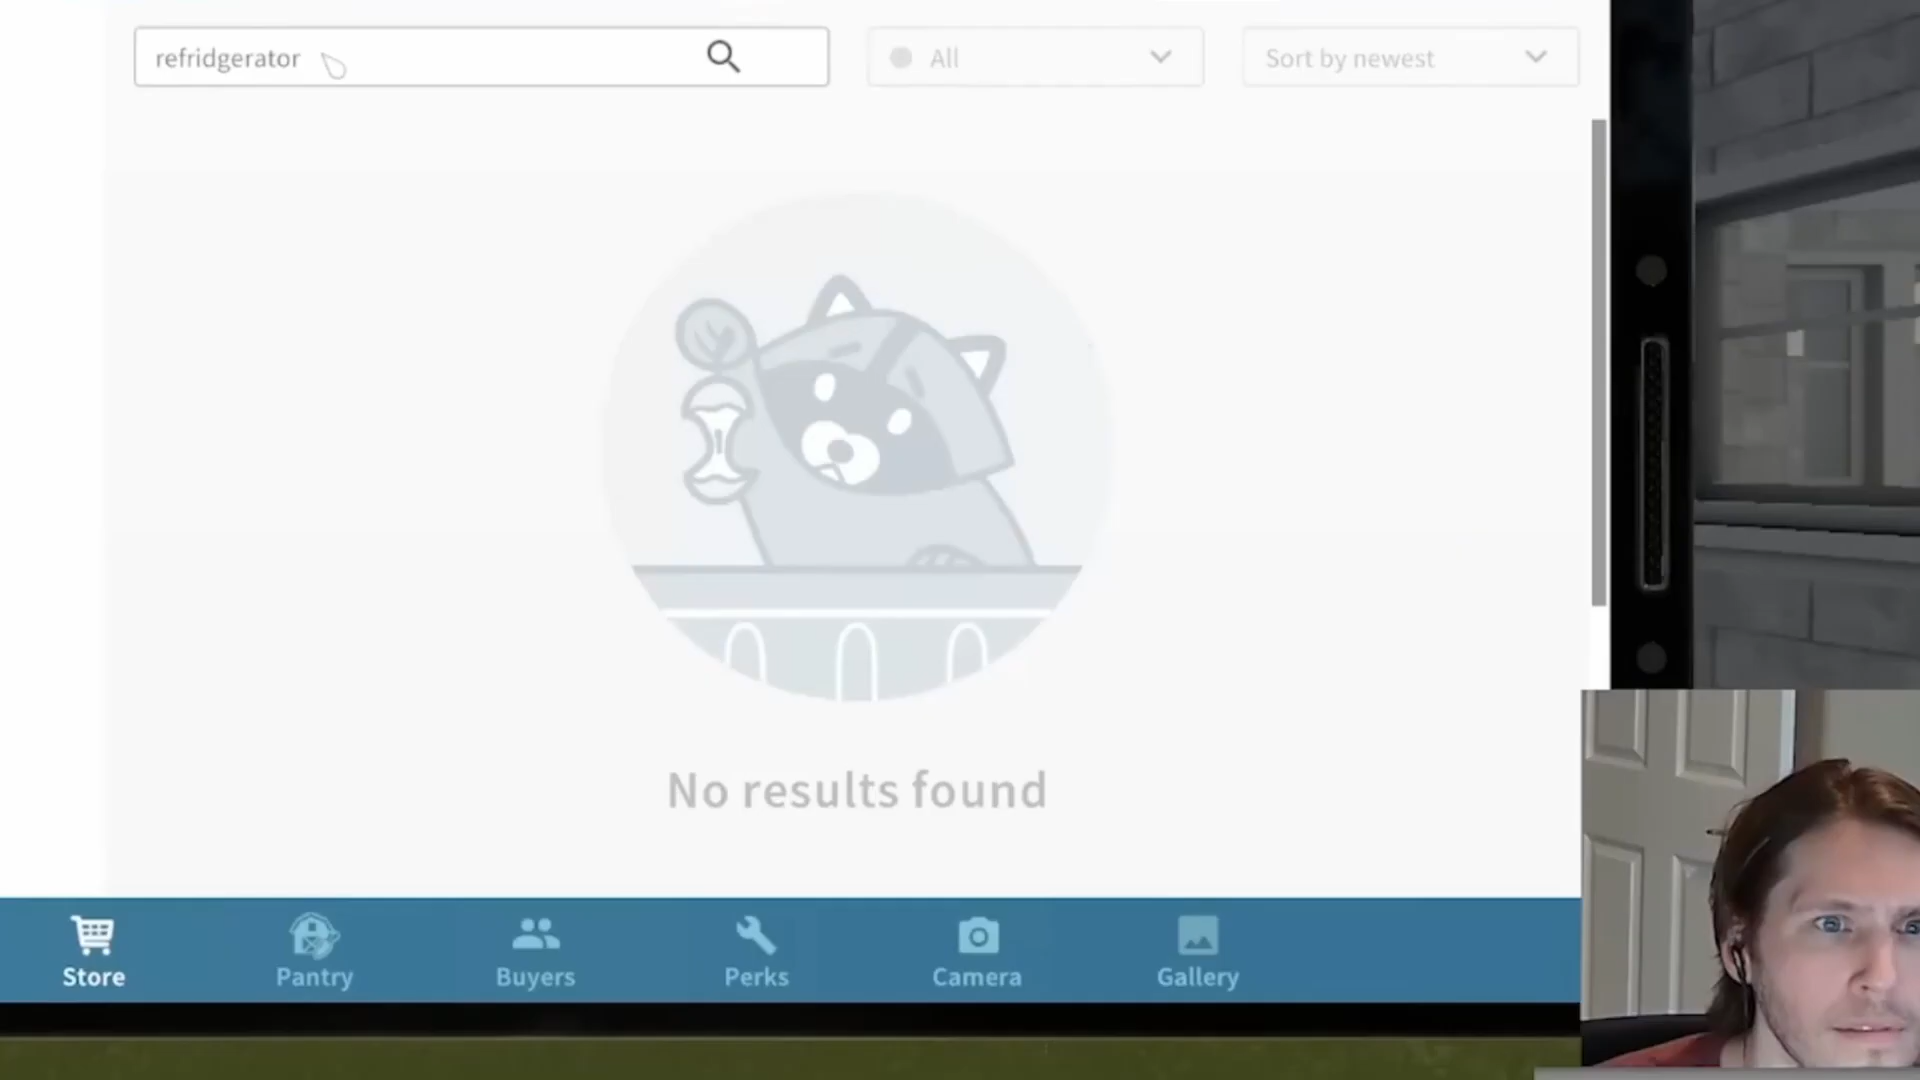 refridgerator
All
Sort by newest
No results found
Store
Pantry
Buyers
Perks
Camera
Gallery